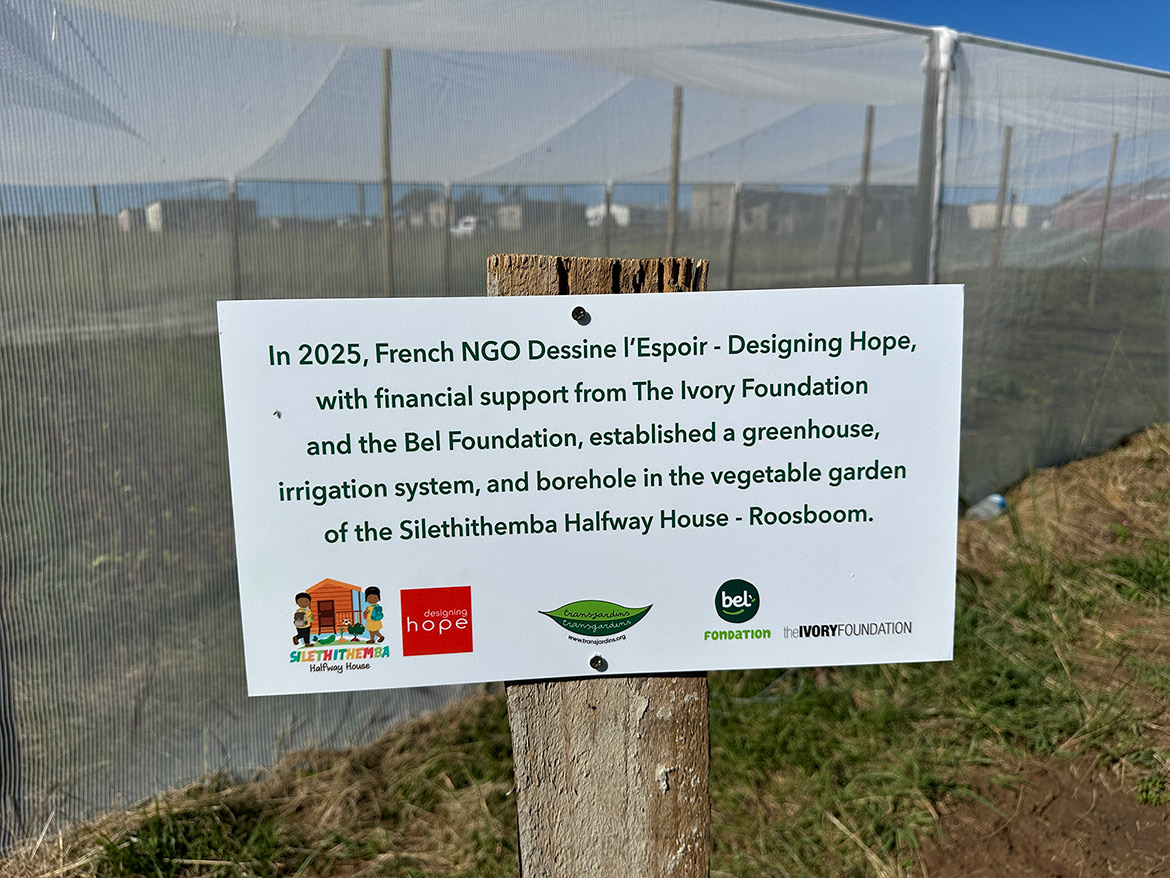 In 2025, French NGO Dessine l'Espoir - Designing Hope,
with financial support from The Ivory Foundation
and the Bel Foundation, established a greenhouse,
irrigation system, and borehole in the vegetable garden
of the Silethithemba Halfway House - Roosboom.
SILETHITHEMBA
Halfway House
designing
hope
transjardins
transgardins
www.transjardins.org
bel
FONDATION
theIVORYFOUNDATION